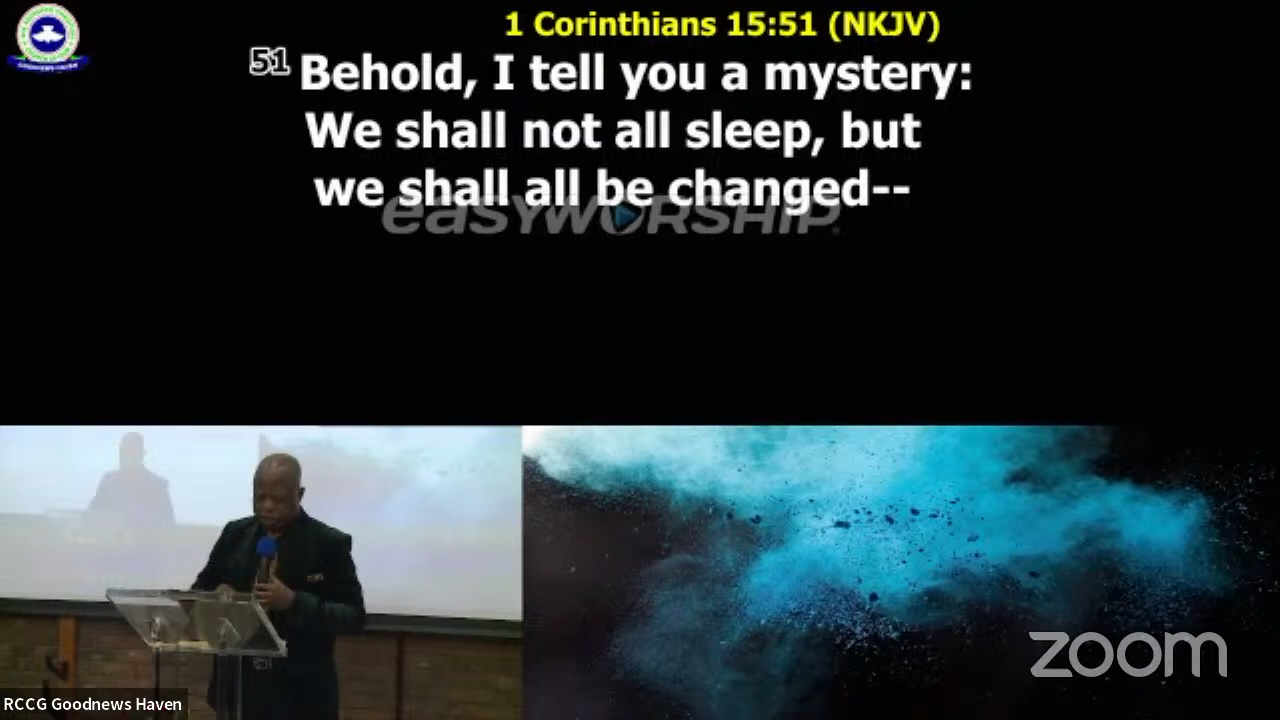 1 Corinthians 15:51 (NKJV)
51 Behold, I tell you a mystery:
We shall not all sleep, but
we shall all be changed--
easyworship
RCCG Goodnews Haven
zoom